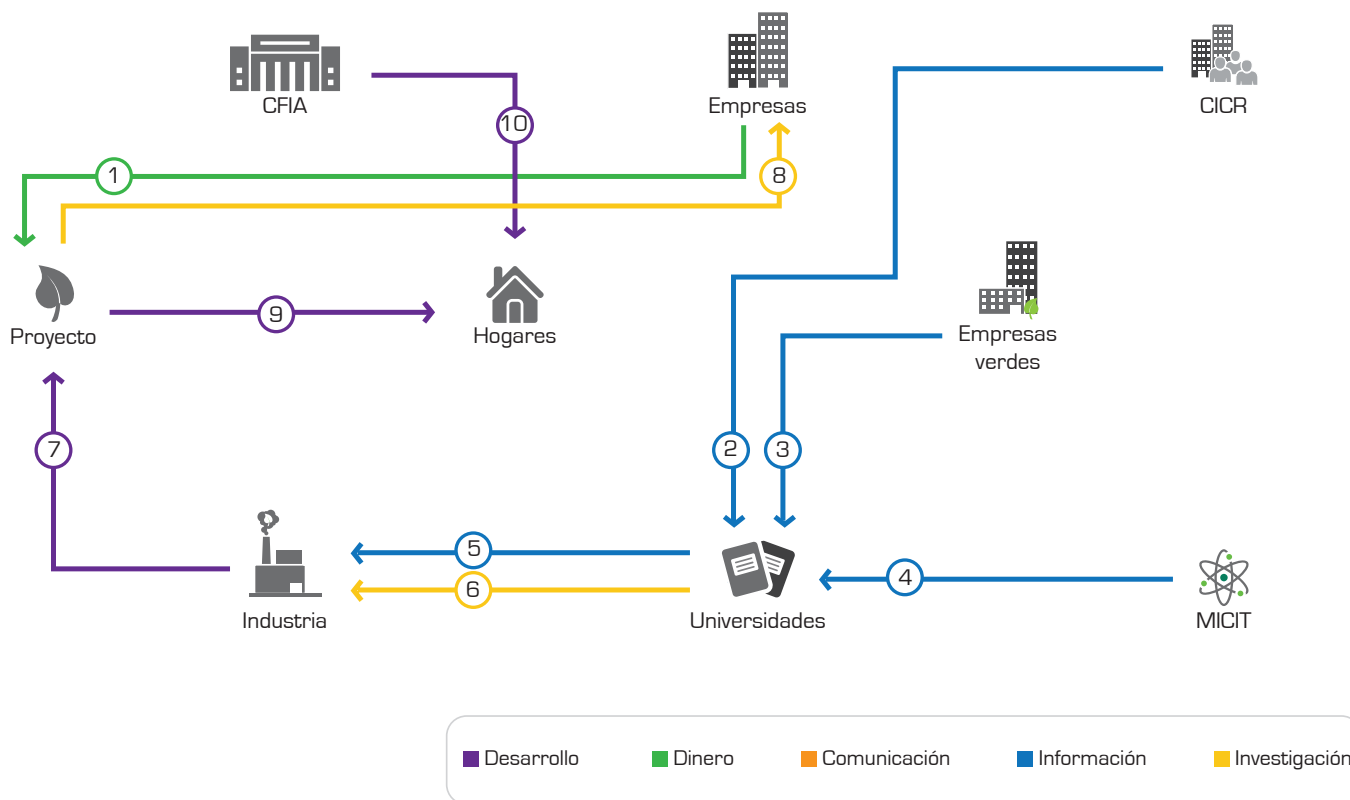 CFIA
Empresas
CICR
10
1
8
Proyecto
9
Hogares
Empresas
verdes
7
2
3
5
6
4
Industria
Universidades
MICIT
Desarrollo
Dinero
Comunicación
Información
Investigación